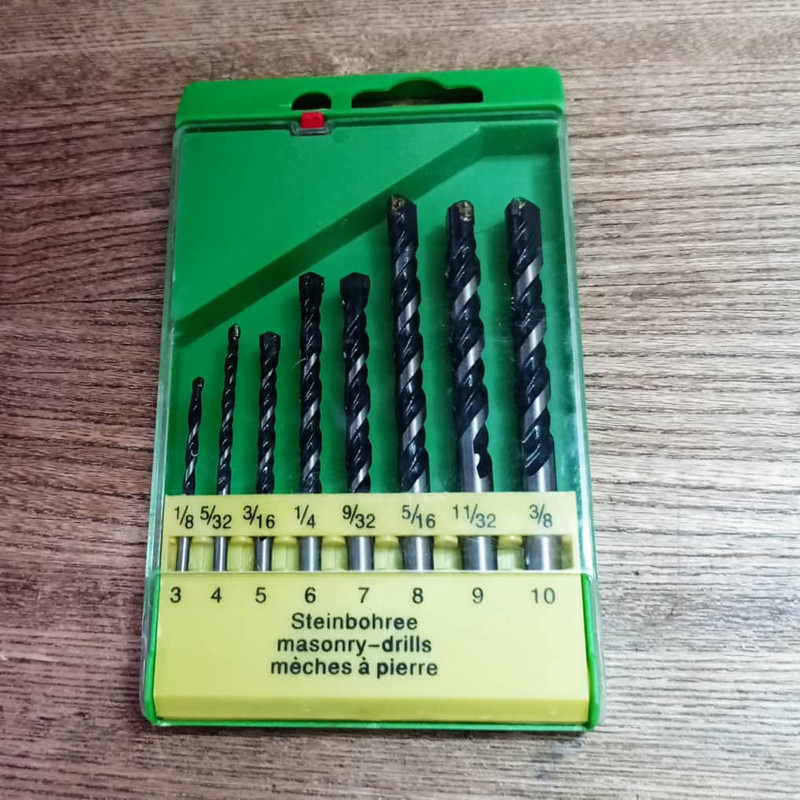 1/8 5/32 3/16 1/4 9/32 5/16 11/32 3/8
3 4 5 6 7 8 9 10
Steinbohree
masonry-drills
mèches à pierre